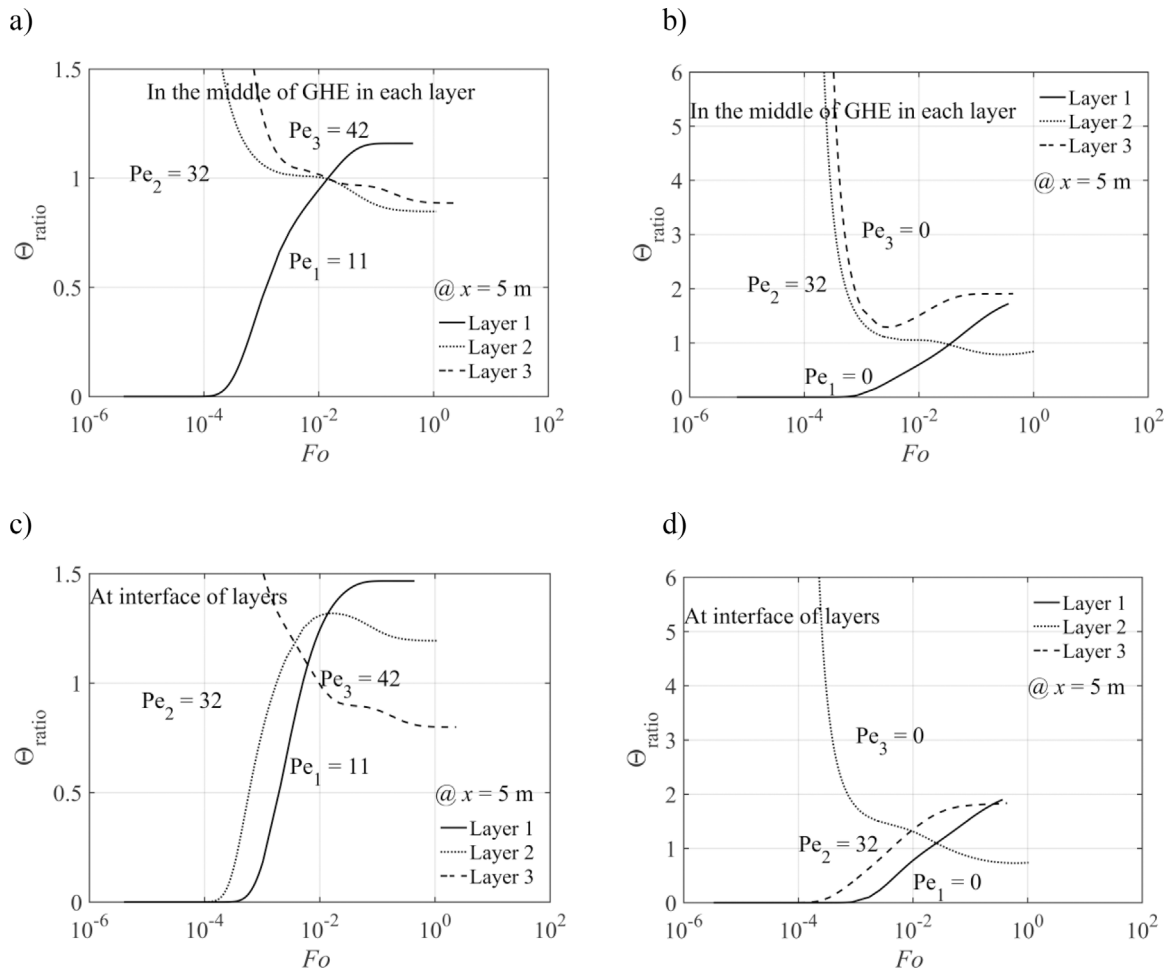 a)
1.5
In the middle of GHE in each layer
Pe3 = 42
1
Pe2 = 32
Θratio
Pe1 = 11
0.5
@ x = 5 m
Layer 1
Layer 2
Layer 3
0
10-6
10-4
10-2
100
102
Fo
b)
6
Layer 1
In the middle of GHE in each layer
5
Layer 2
Layer 3
4
@ x = 5 m
Θratio
3
Pe3 = 0
2
Pe2 = 32
1
Pe1 = 0
0
10-6
10-4
10-2
100
102
Fo
c)
1.5
At interface of layers
1
Pe3 = 42
Pe2 = 32
Θratio
Pe1 = 11
0.5
@ x = 5 m
Layer 1
Layer 2
Layer 3
0
10-6
10-4
10-2
100
102
Fo
d)
6
Layer 1
At interface of layers
5
Layer 2
Layer 3
4
@ x = 5 m
Θratio
3
Pe3 = 0
2
Pe2 = 32
1
Pe1 = 0
0
10-6
10-4
10-2
100
102
Fo